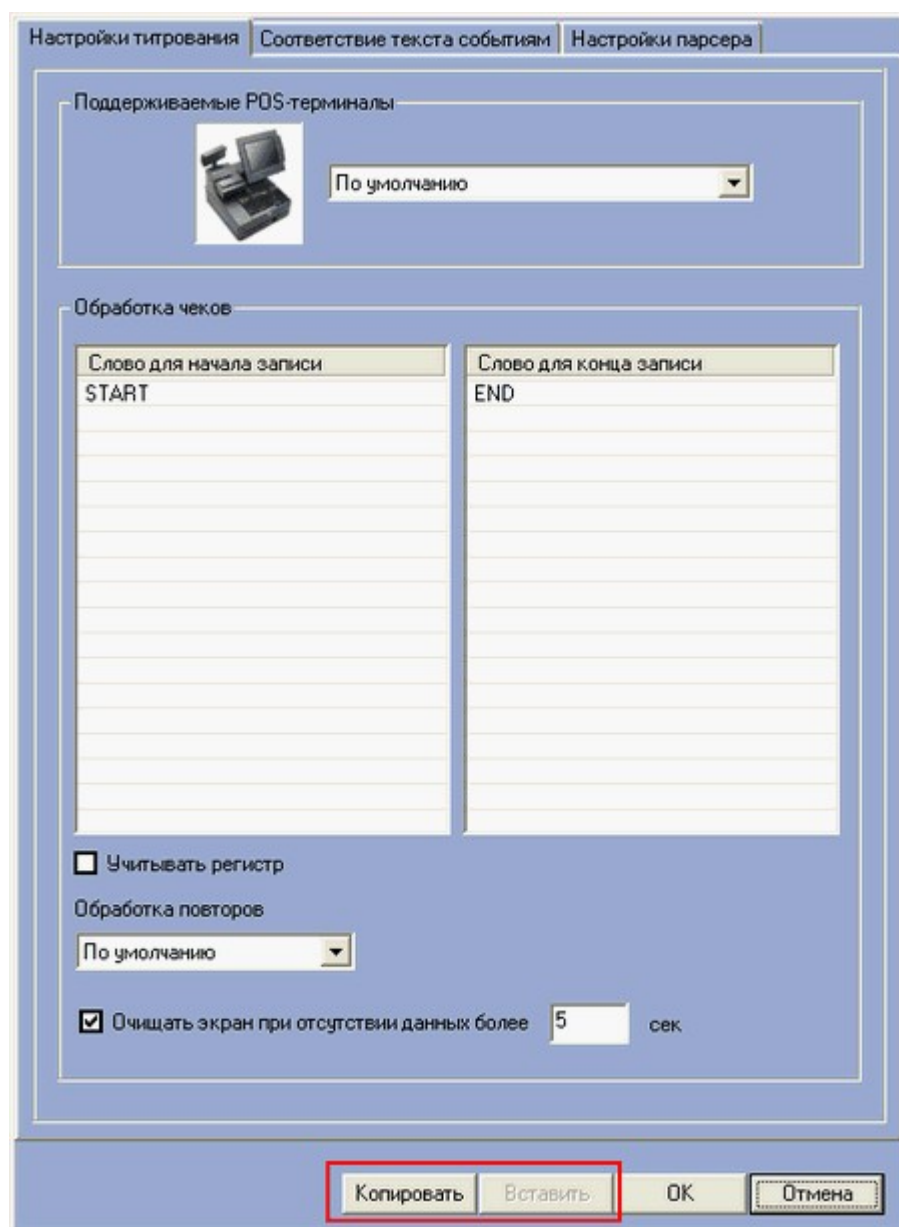 Настройки титрования Соответствие текста событиям Настройки парсера
Поддерживаемые POS-терминалы
По умолчанию
Обработка чеков
Слово для начала записи Слово для конца записи
START END
Учитывать регистр
Обработка повторов
По умолчанию
Очищать экран при отсутствии данных более 5 сек
Копировать Вставить OK Отмена